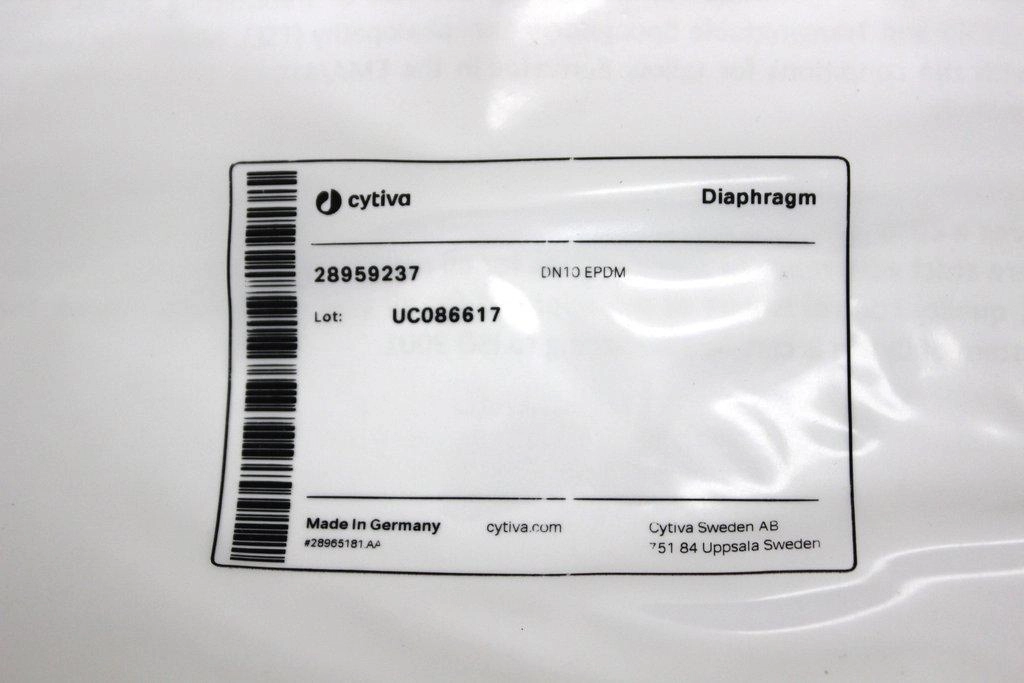 cytiva
Diaphragm
28959237
DN10 EPDM
Lot: UC086617
Made In Germany
cytiva.com
Cytiva Sweden AB
#28965181 AA
751 84 Uppsala Sweden